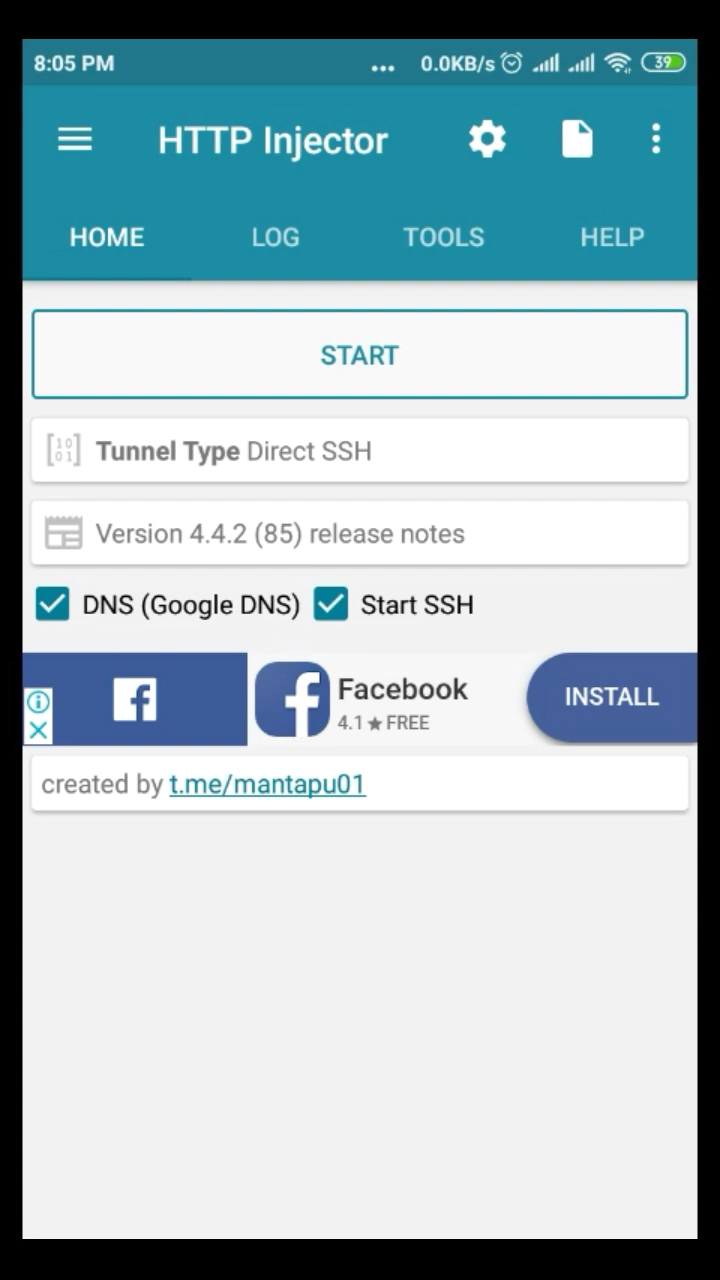 8:05 PM ... 0.0KB/s 39
HTTP Injector
HOME LOG TOOLS HELP
START
Tunnel Type Direct SSH
Version 4.4.2 (85) release notes
DNS (Google DNS) Start SSH
f f Facebook
4.1★FREE
INSTALL
created by t.me/mantapu01